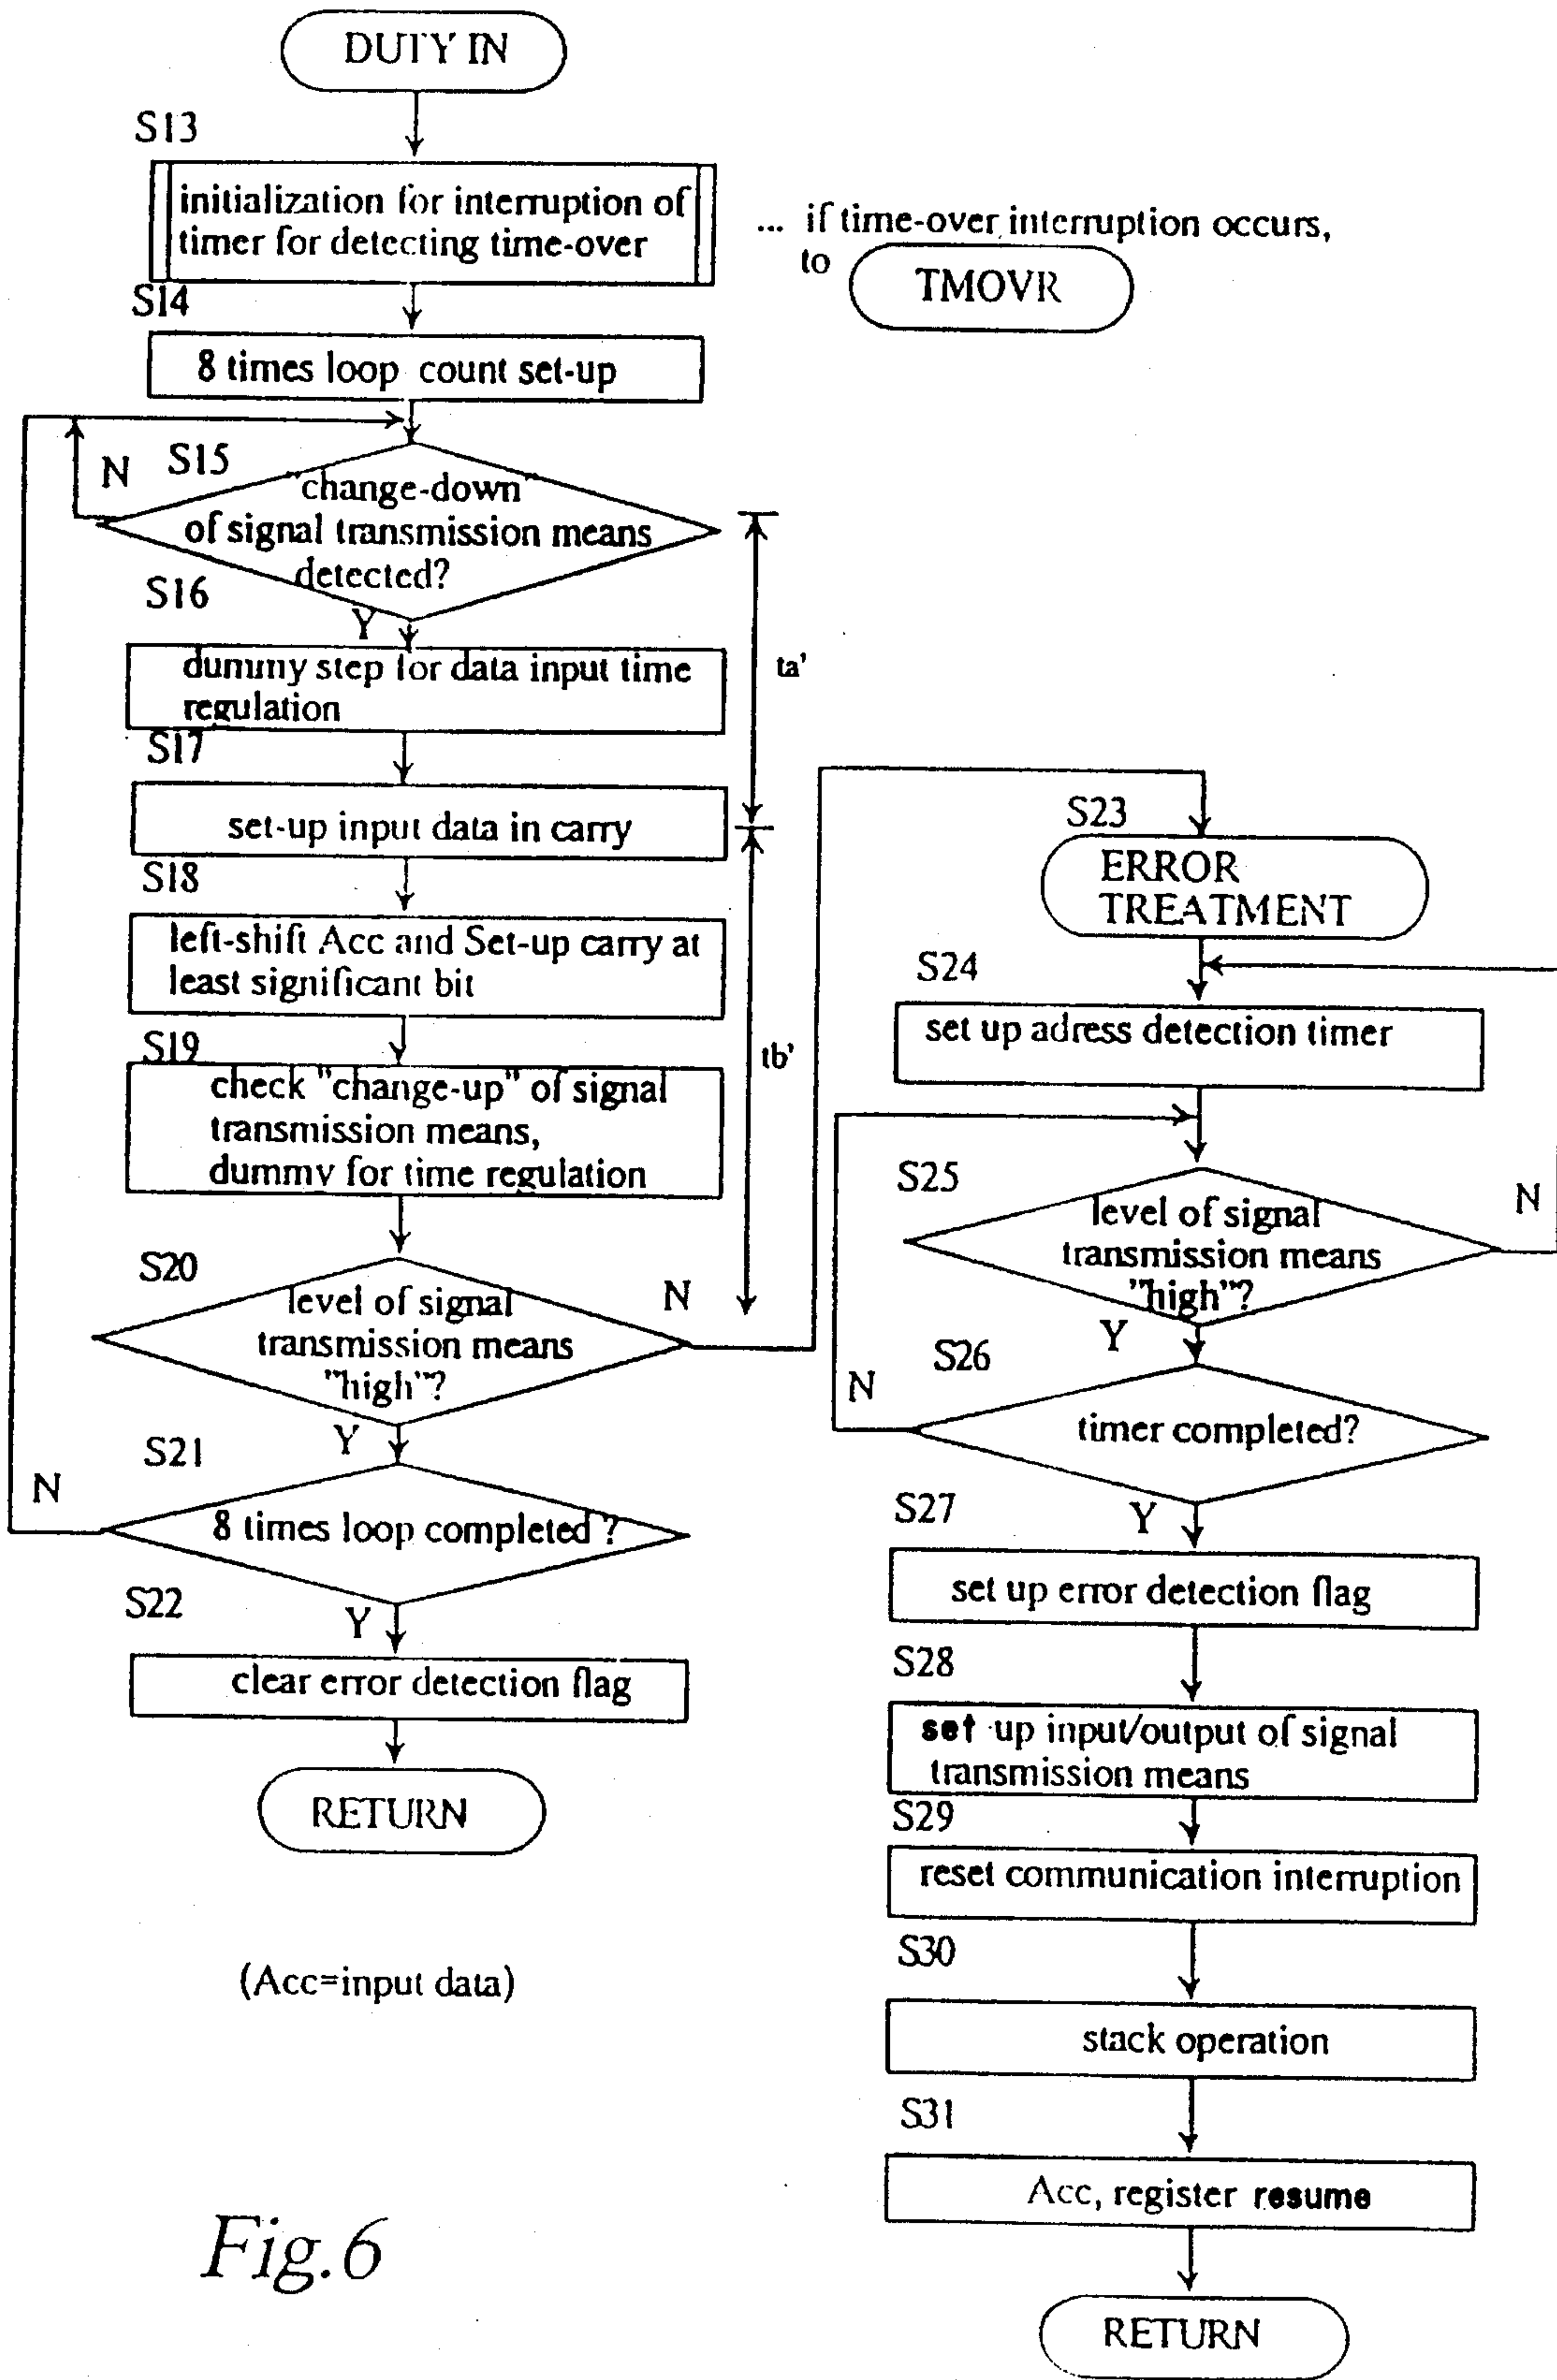 DUTY IN
S13
initialization for interruption of
timer for detecting time-over
... if time-over interruption occurs,
to
TMOVR
S14
8 times loop count set-up
S15
N
"change-down"
of signal transmission means
detected?
S16
Y
dummy step for data input time
regulation
ta'
S17
set-up input data in carry
S18
left-shift Acc and Set-up carry at
least significant bit
S19
check "change-up" of signal
transmission means,
dummy for time regulation
tb'
S20
level of signal
transmission means
"high"?
N
Y
S21
8 times loop completed ?
N
S22
Y
clear error detection flag
RETURN
(Acc=input data)
S23
ERROR
TREATMENT
S24
set up adress detection timer
S25
level of signal
transmission means
"high"?
N
Y
S26
timer completed?
N
S27
Y
set up error detection flag
S28
set up input/output of signal
transmission means
S29
reset communication interruption
S30
stack operation
S31
Acc, register resume
RETURN
Fig.6